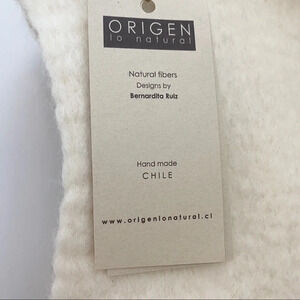 ORIGEN
lo natural
Natural fibers
Designs by
Bernardita Ruiz
Hand made
CHILE
www.origenlonatural.cl